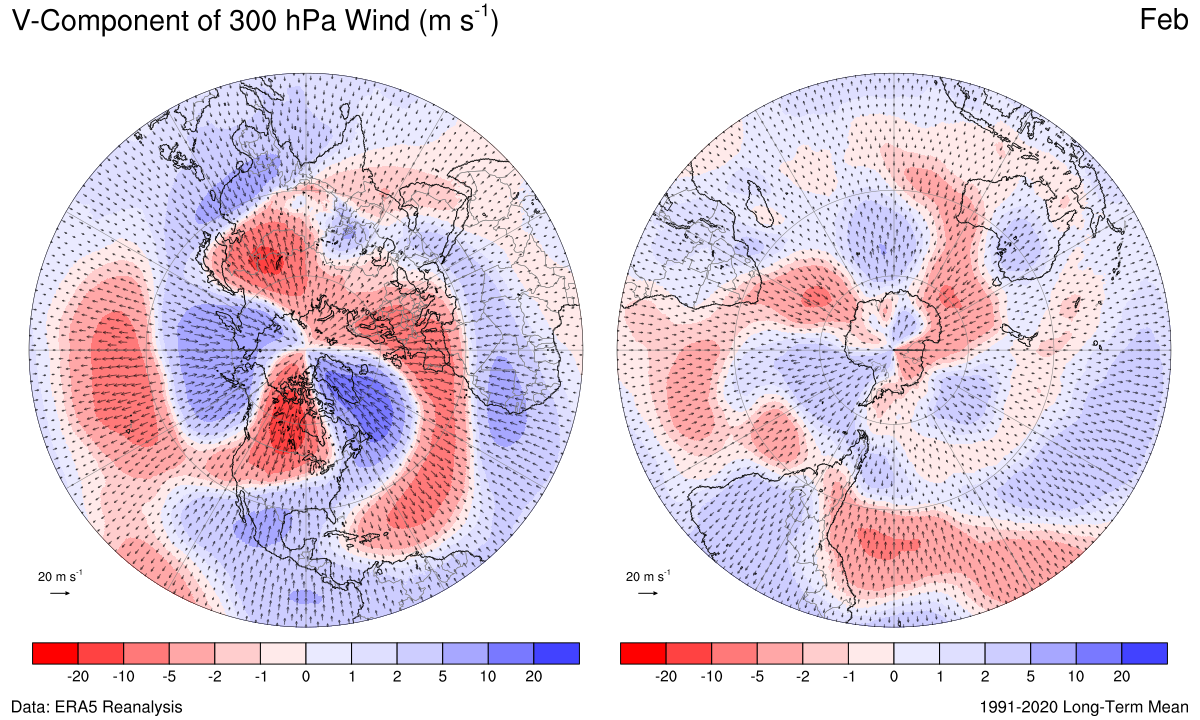 V-Component of 300 hPa Wind (m s-1)
Feb
20 m s-1
20 m s-1
-20 -10 -5 -2 -1 0 1 2 5 10 20
-20 -10 -5 -2 -1 0 1 2 5 10 20
Data: ERA5 Reanalysis
1991-2020 Long-Term Mean